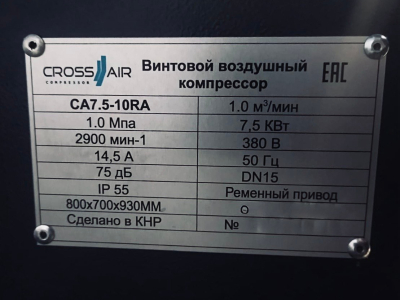 CROSS AIR
COMPRESSOR
Винтовой воздушный
компрессор
ЕАС
CA7.5-10RA 1.0 м³/мин
1.0 Мпа 7,5 КВт
2900 мин-1 380 В
14,5 А 50 Гц
75 дБ DN15
IP 55 Ременный привод
800x700x930ММ
Сделано в КНР №